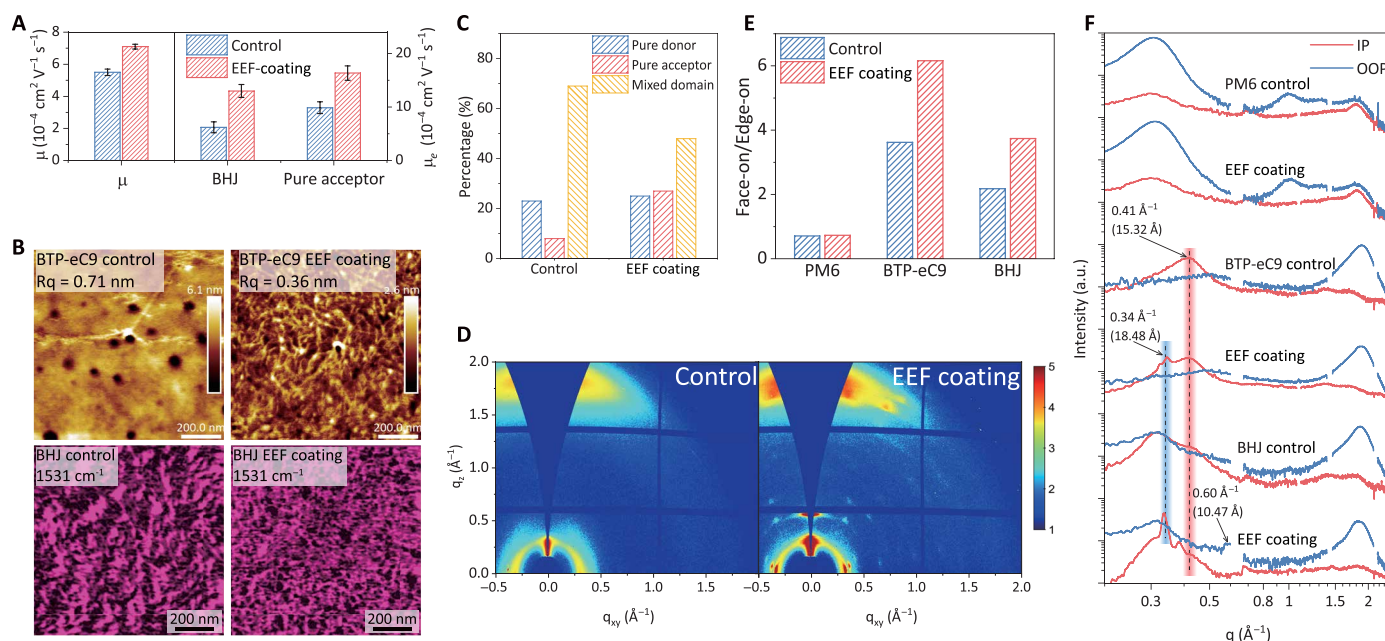 A
μ (10⁻⁴ cm² V⁻¹ s⁻¹)
8
6
4
2
0
Control
EEF-coating
20
10
0
μₑ (10⁻⁴ cm² V⁻¹ s⁻¹)
μ
BHJ
Pure acceptor
B
BTP-eC9 control
Rq = 0.71 nm
6.1 nm
200.0 nm
BTP-eC9 EEF coating
Rq = 0.36 nm
2.6 nm
200.0 nm
BHJ control
1531 cm⁻¹
200 nm
BHJ EEF coating
1531 cm⁻¹
200 nm
C
Percentage (%)
80
60
40
20
0
Pure donor
Pure acceptor
Mixed domain
Control
EEF coating
D
Control
EEF coating
q_z (Å⁻¹)
2.0
1.5
1.0
0.5
0.0
−0.5
0.0
0.5
1.0
1.5
−0.5
0.0
0.5
1.0
1.5
2.0
q_xy (Å⁻¹)
q_xy (Å⁻¹)
5
4
3
2
1
E
Face-on/Edge-on
6
4
2
0
Control
EEF coating
PM6
BTP-eC9
BHJ
F
IP
OOP
PM6 control
EEF coating
0.41 Å⁻¹
(15.32 Å)
BTP-eC9 control
0.34 Å⁻¹
(18.48 Å)
EEF coating
BHJ control
0.60 Å⁻¹
(10.47 Å)
EEF coating
Intensity (a.u.)
0.3
0.5
1
1.5
2
q (Å⁻¹)